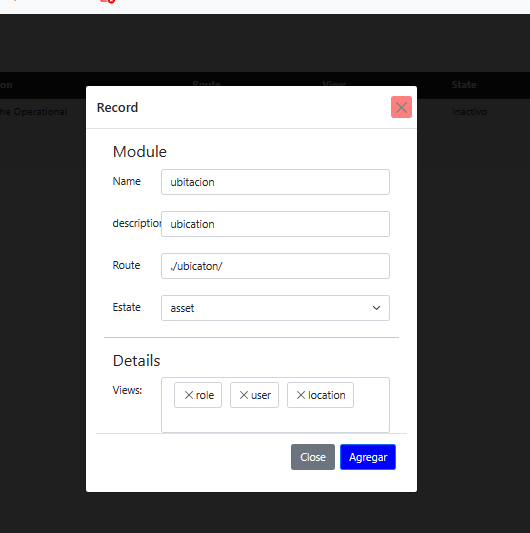 on Route View State
he Operational Inactivo
Record
Module
Name ubitacion
description ubication
Route ./ubicaton/
Estate asset
Details
Views: role user location
Close Agregar